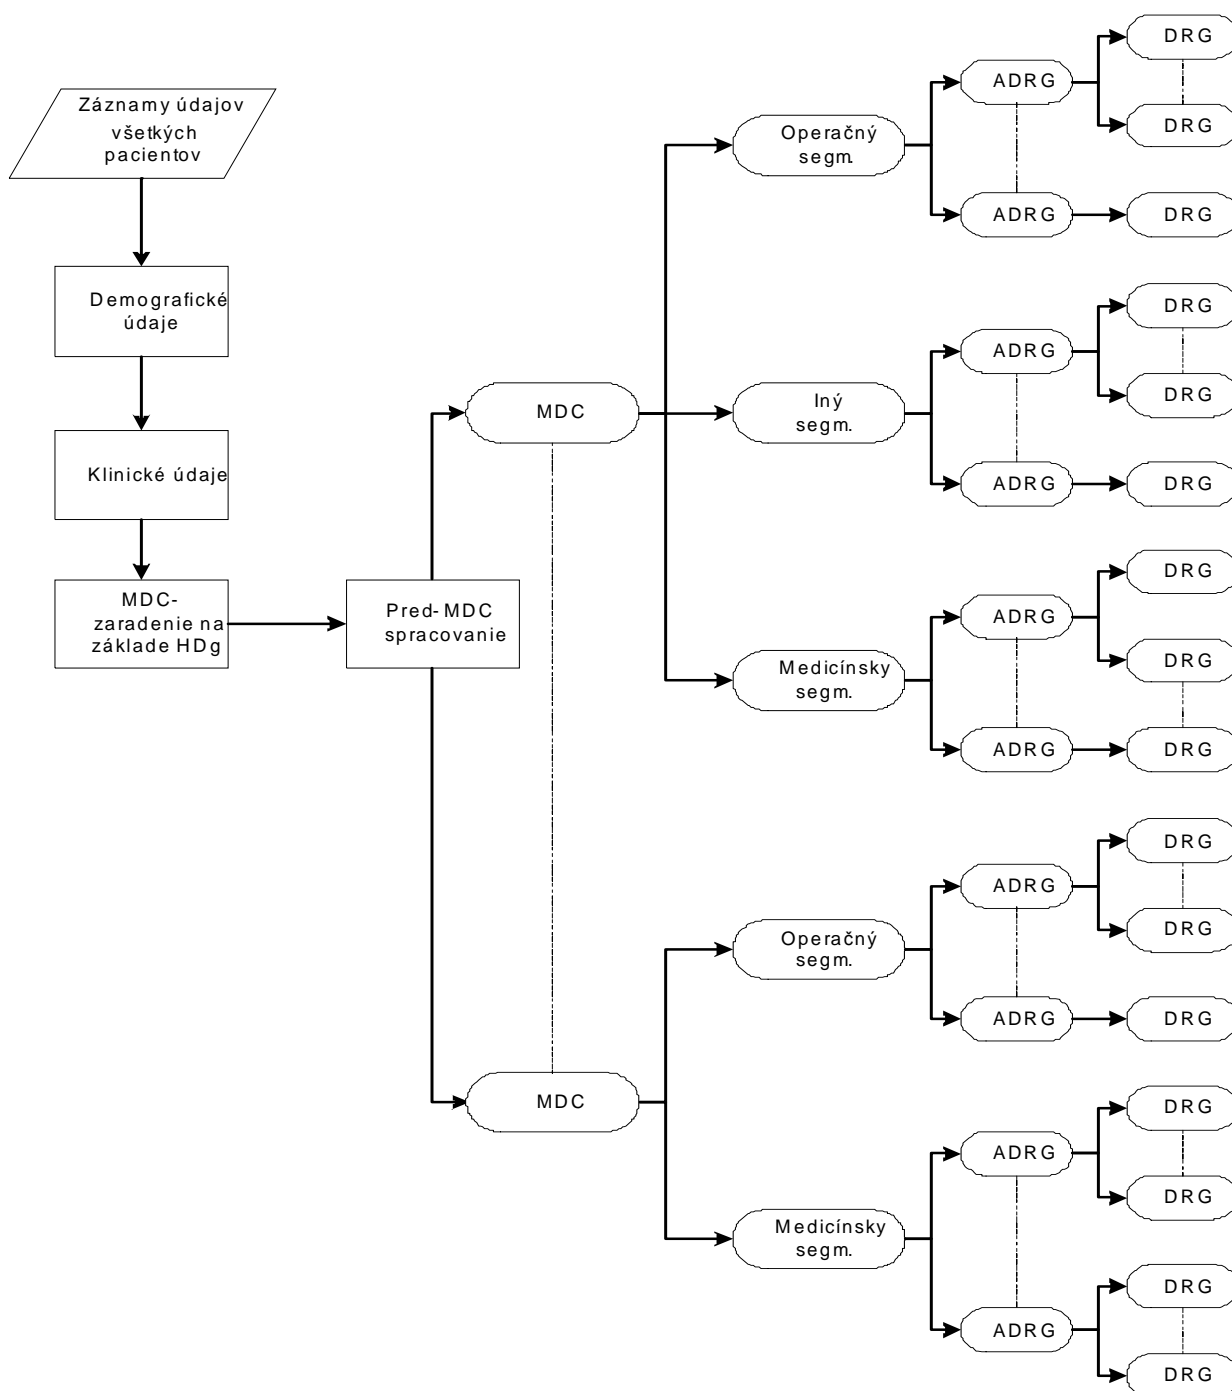 Záznamy údajov
všetkých
pacientov
Demografické
údaje
Klinické údaje
MDC-
zaradenie na
základe HDg
Pred-MDC
spracovanie
MDC
Operačný
segm.
ADRG
DRG
DRG
ADRG
DRG
Iný
segm.
ADRG
DRG
DRG
ADRG
DRG
Medicínsky
segm.
ADRG
DRG
DRG
ADRG
DRG
MDC
Operačný
segm.
ADRG
DRG
DRG
ADRG
DRG
Medicínsky
segm.
ADRG
DRG
DRG
ADRG
DRG
DRG